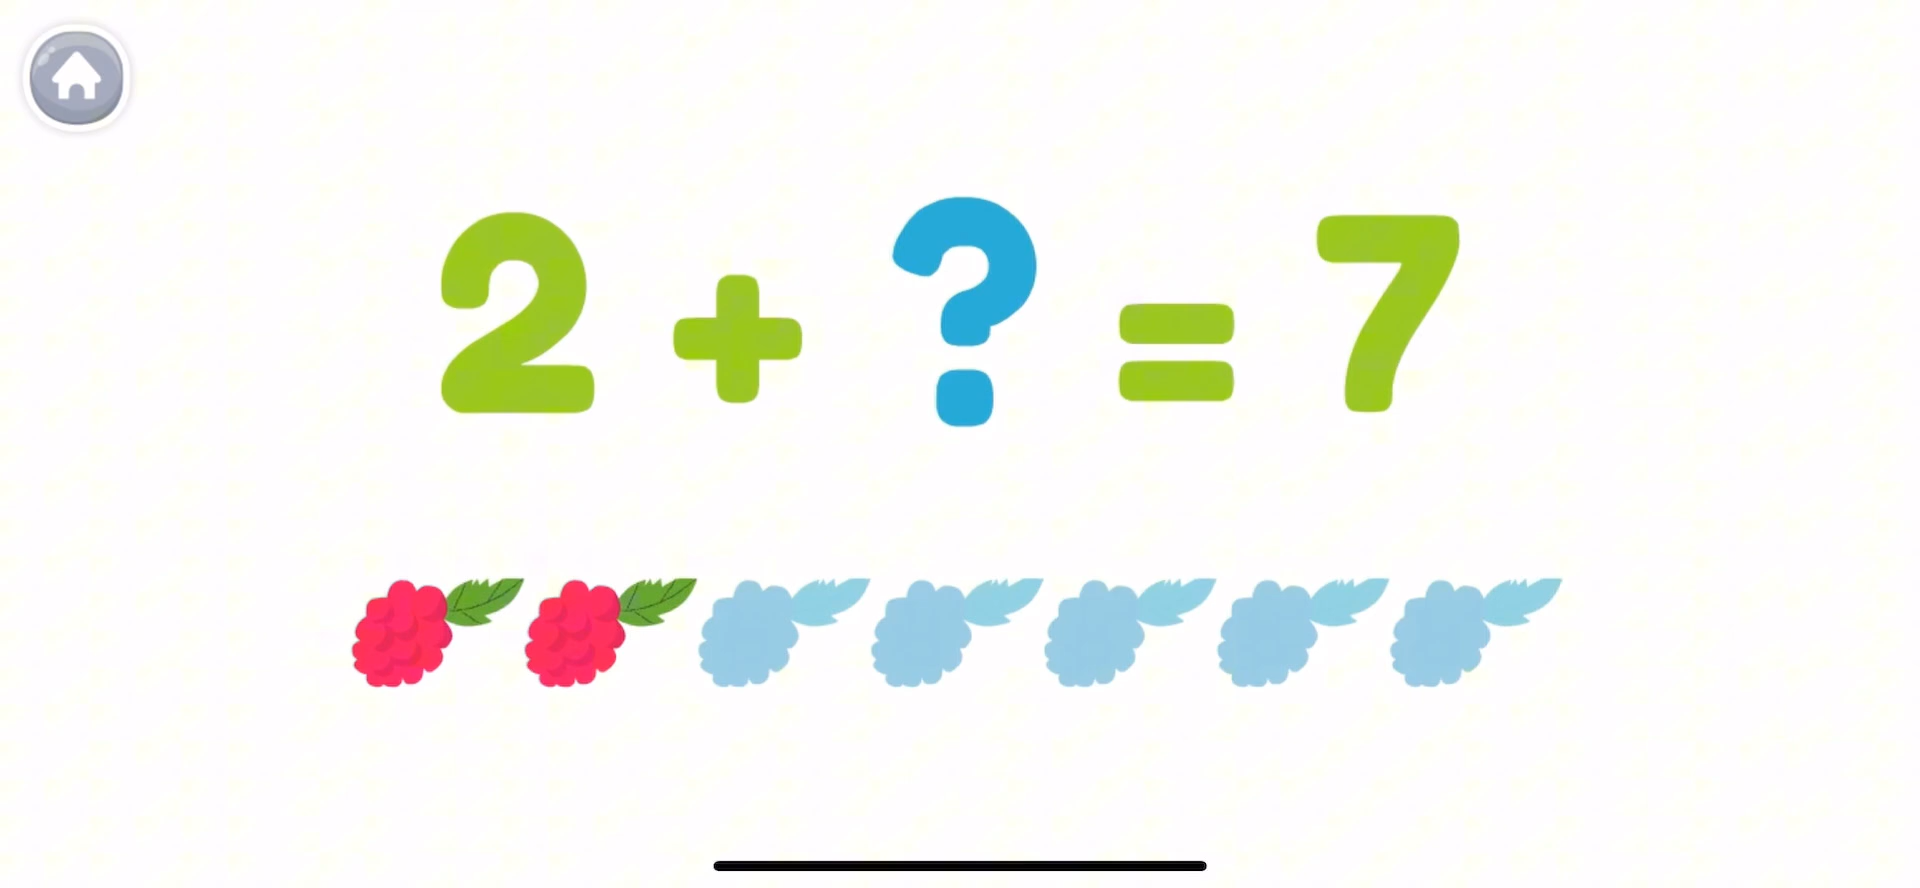 2 + ? = 7